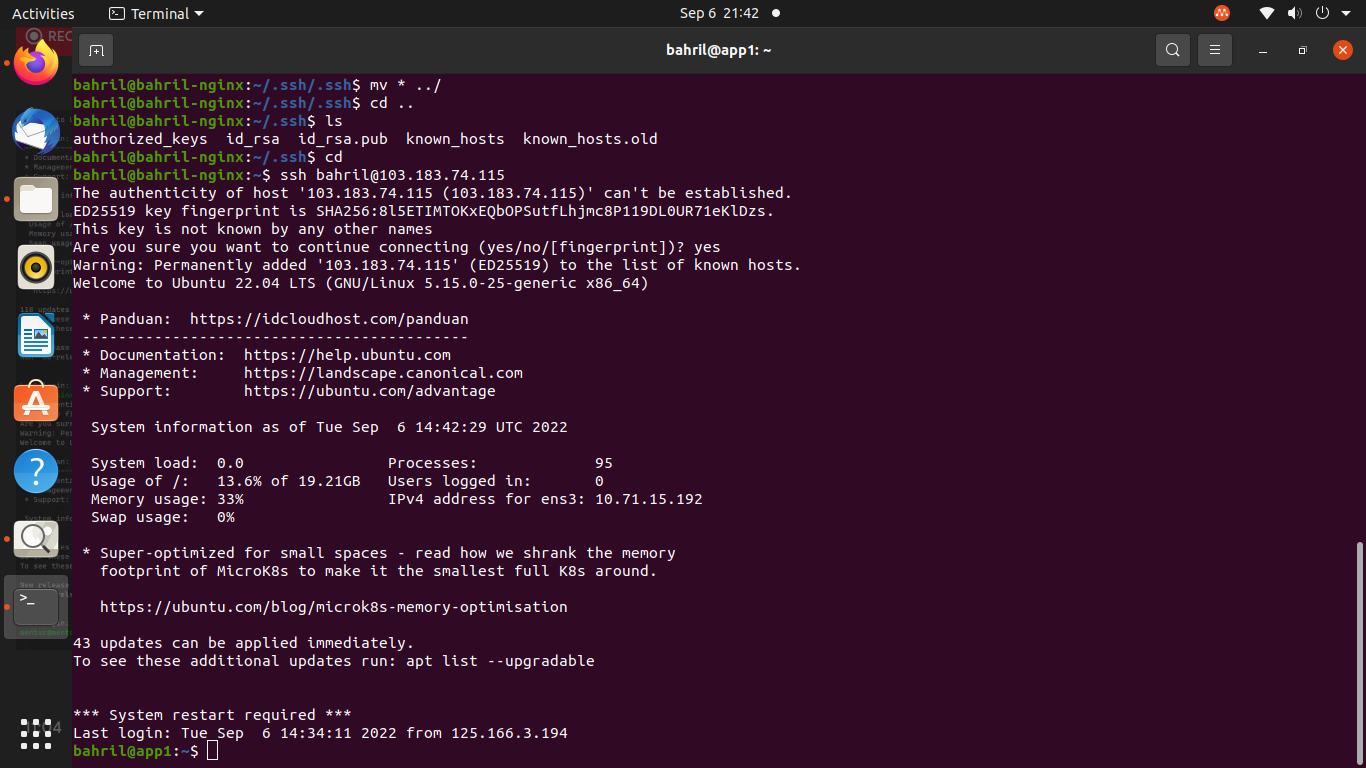 Activities
Terminal
Sep 6 21:42
REC
bahril@app1: ~
bahril@bahril-nginx:~/.ssh/.ssh$ mv * ../
bahril@bahril-nginx:~/.ssh/.ssh$ cd ..
bahril@bahril-nginx:~/.ssh$ ls
authorized_keys  id_rsa  id_rsa.pub  known_hosts  known_hosts.old
bahril@bahril-nginx:~/.ssh$ cd
bahril@bahril-nginx:~$ ssh bahril@103.183.74.115
The authenticity of host '103.183.74.115 (103.183.74.115)' can't be established.
ED25519 key fingerprint is SHA256:8l5ETIMTOKxEQbOPSutfLhjmc8P119DL0UR71eKlDzs.
This key is not known by any other names
Are you sure you want to continue connecting (yes/no/[fingerprint])? yes
Warning: Permanently added '103.183.74.115' (ED25519) to the list of known hosts.
Welcome to Ubuntu 22.04 LTS (GNU/Linux 5.15.0-25-generic x86_64)
 * Panduan:  https://idcloudhost.com/panduan
 -------------------------------------------
 * Documentation:  https://help.ubuntu.com
 * Management:     https://landscape.canonical.com
 * Support:        https://ubuntu.com/advantage
  System information as of Tue Sep  6 14:42:29 UTC 2022
  System load:  0.0                Processes:             95
  Usage of /:   13.6% of 19.21GB   Users logged in:       0
  Memory usage: 33%                IPv4 address for ens3: 10.71.15.192
  Swap usage:   0%
 * Super-optimized for small spaces - read how we shrank the memory
   footprint of MicroK8s to make it the smallest full K8s around.
   https://ubuntu.com/blog/microk8s-memory-optimisation
43 updates can be applied immediately.
To see these additional updates run: apt list --upgradable
*** System restart required ***
Last login: Tue Sep  6 14:34:11 2022 from 125.166.3.194
bahril@app1:~$